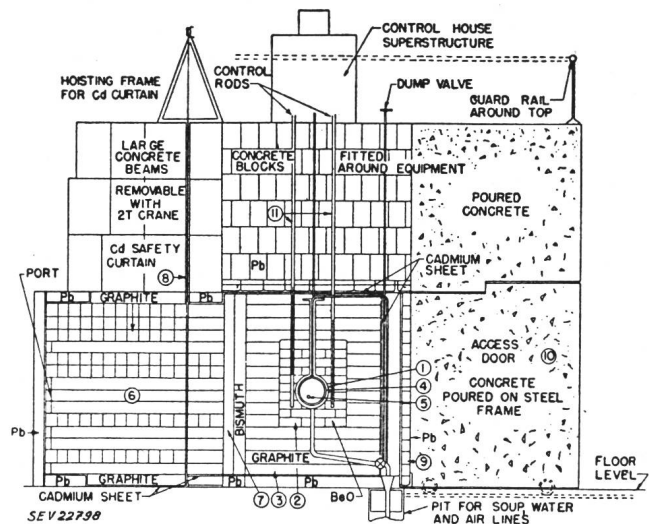 CONTROL HOUSE
SUPERSTRUCTURE
HOISTING FRAME
FOR Cd CURTAIN
CONTROL
RODS
DUMP VALVE
GUARD RAIL
AROUND TOP
LARGE
CONCRETE
BEAMS
REMOVABLE
WITH
2T CRANE
Cd SAFETY
CURTAIN
CONCRETE
BLOCKS
FITTED
AROUND EQUIPMENT
POURED
CONCRETE
11
8
PORT
Pb
CADMIUM
SHEET
Pb
GRAPHITE
Pb
ACCESS
DOOR
10
CONCRETE
POURED ON STEEL
FRAME
1
4
5
6
BISMUTH
Pb
GRAPHITE
Pb
9
Pb
GRAPHITE
Pb
Pb
CADMIUM SHEET
7
3
2
BeO
FLOOR
LEVEL
PIT FOR SOUP, WATER
AND AIR LINES
SEV 22798